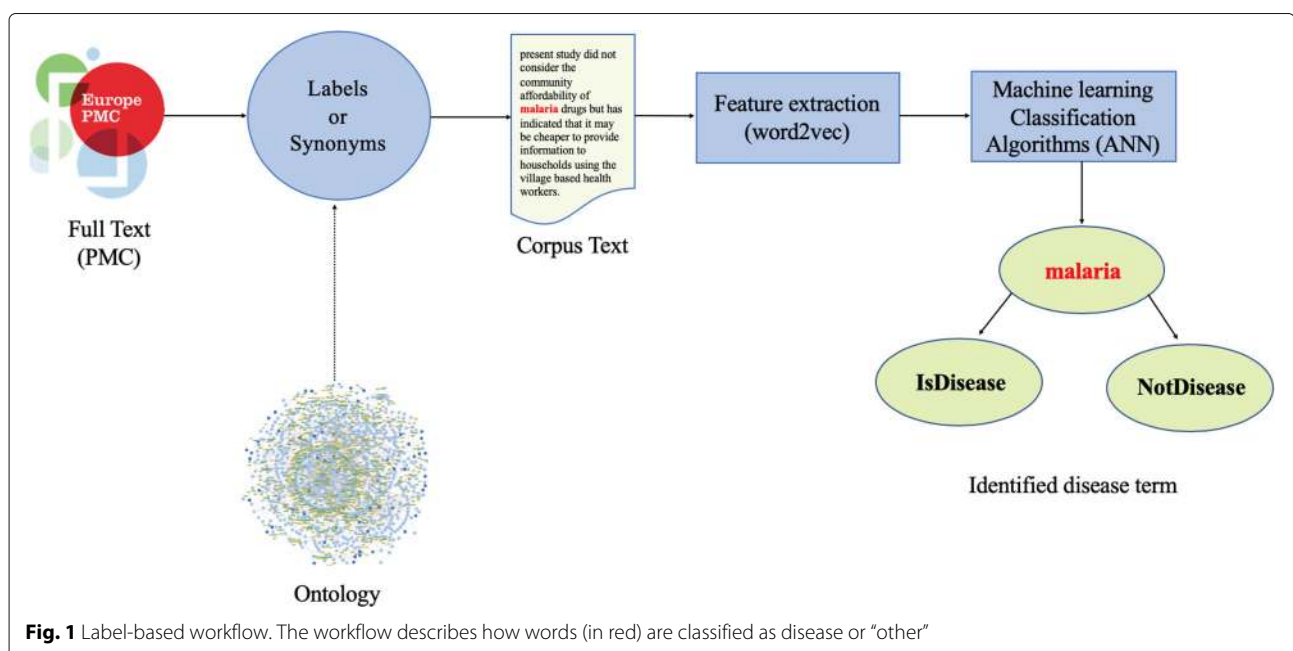 Europe
PMC
Full Text
(PMC)
Labels
or
Synonyms
present study did not
consider the
community
affordability of
malaria drugs but has
indicated that it may
be cheaper to provide
information to
households using the
village based health
workers.
Corpus Text
Feature extraction
(word2vec)
Machine learning
Classification
Algorithms (ANN)
malaria
IsDisease
NotDisease
Identified disease term
Ontology
Fig. 1 Label-based workflow. The workflow describes how words (in red) are classified as disease or “other”